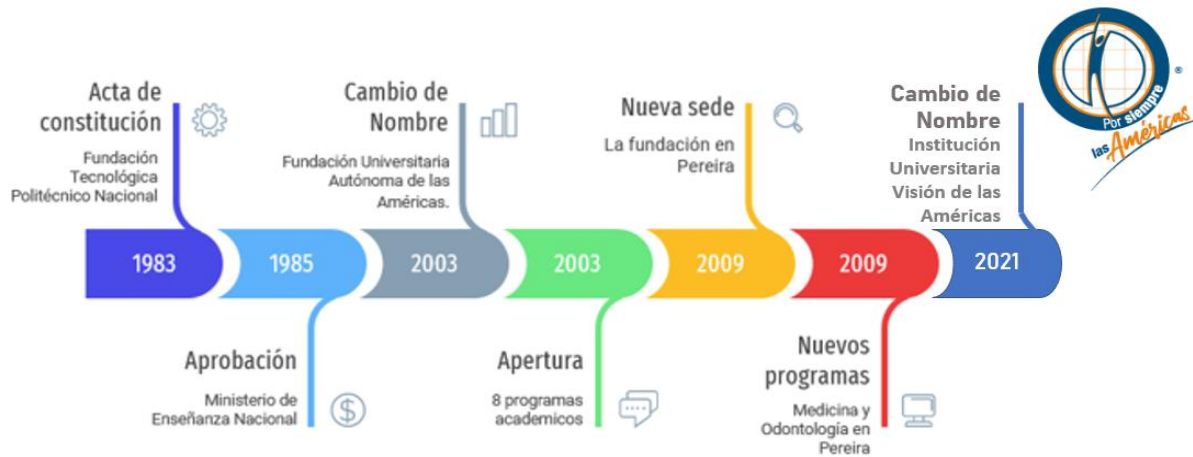 Acta de
constitución
Fundación
Tecnológica
Politécnico Nacional
Cambio de
Nombre
Fundación Universitaria
Autónoma de las
Américas.
Nueva sede
La fundación en
Pereira
Cambio de
Nombre
Institución
Universitaria
Visión de las
Américas
Por siempre
las Américas
®
1983
1985
2003
2003
2009
2009
2021
Aprobación
Ministerio de
Enseñanza Nacional
$
Apertura
8 programas
academicos
Nuevos
programas
Medicina y
Odontología en
Pereira